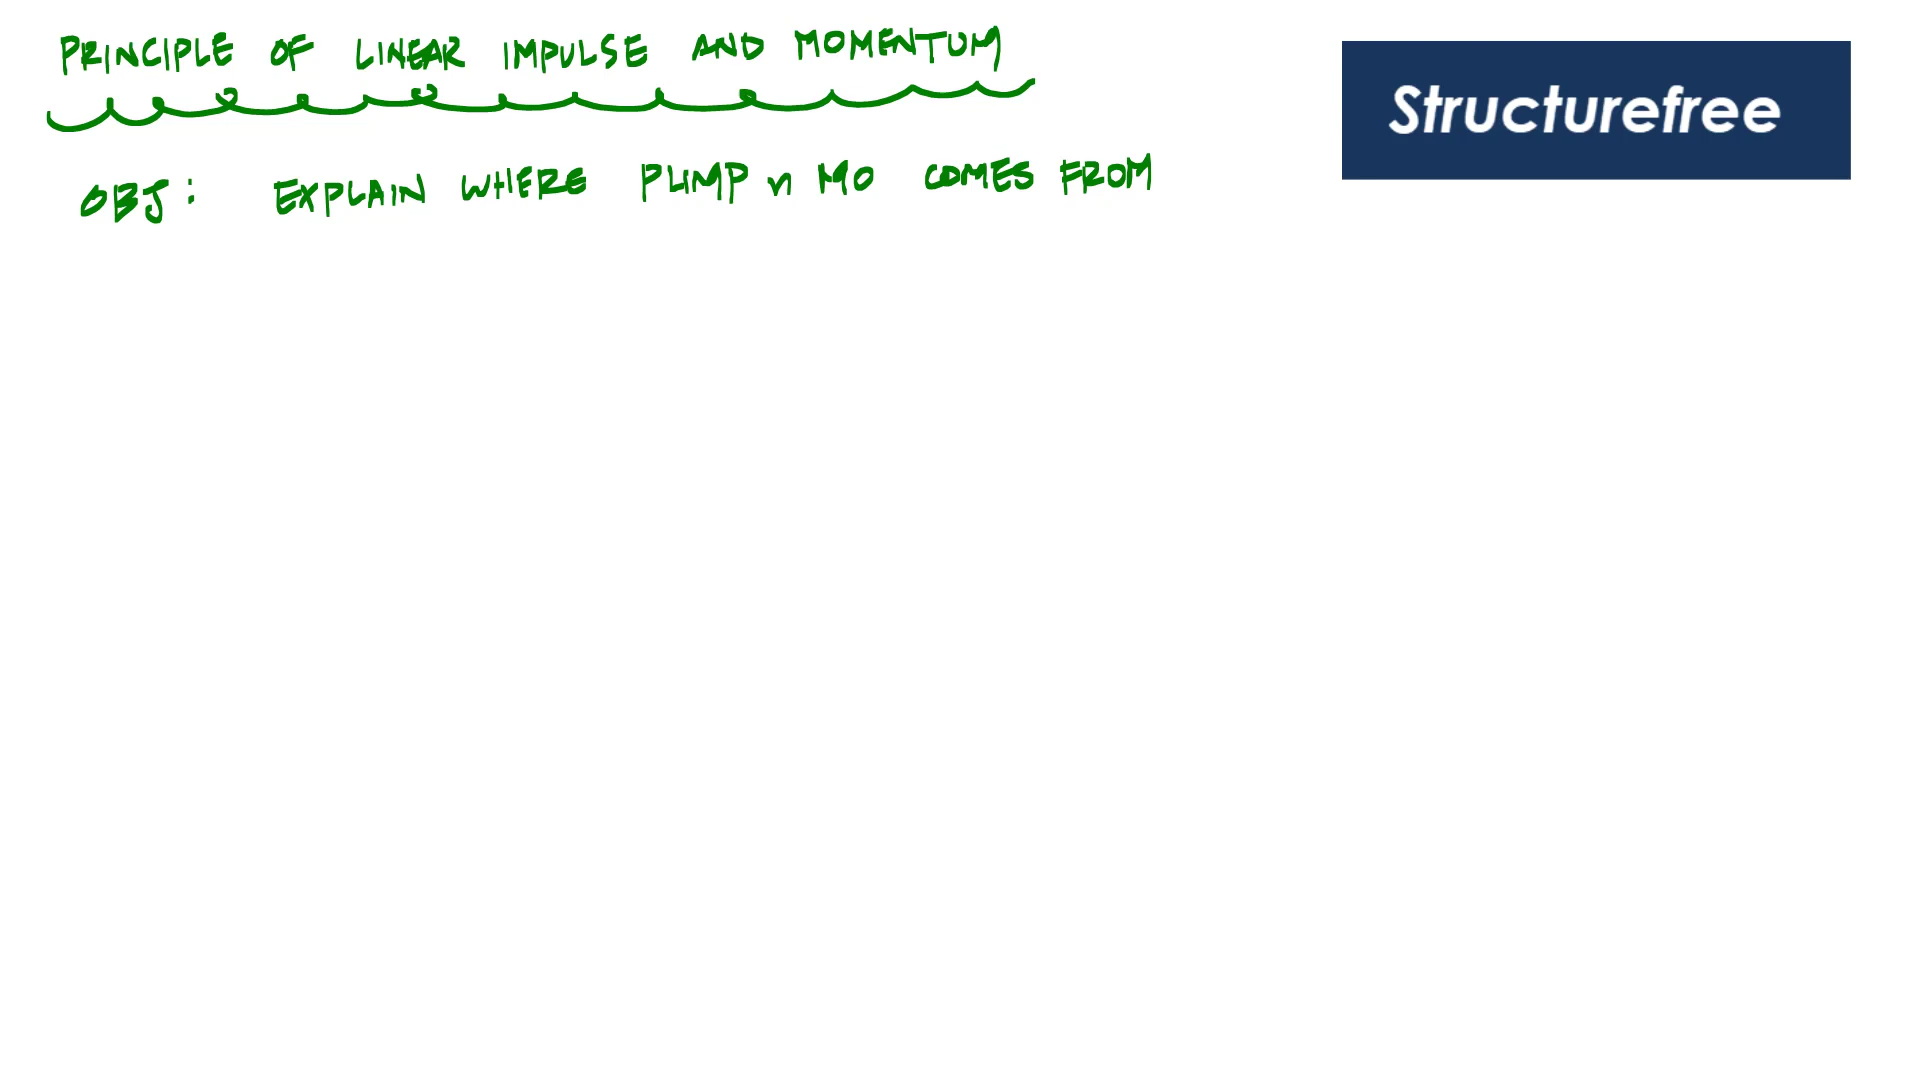 PRINCIPLE OF LINEAR IMPULSE AND MOMENTUM
Structurefree
OBJ: EXPLAIN WHERE PLIMP n MO COMES FROM